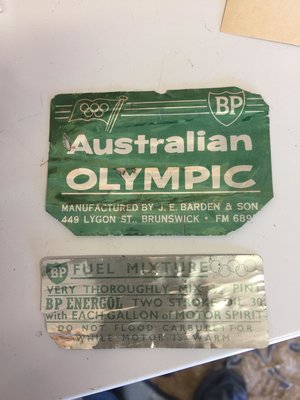 BP
Australian
OLYMPIC
MANUFACTURED BY J. E. BARDEN & SON
449 LYGON ST., BRUNSWICK • FM 689
BP FUEL MIXTURE
VERY THOROUGHLY MIX ½ PINT
BP ENERGOL TWO STROKE OIL 30
with EACH GALLON of MOTOR SPIRIT
DO NOT FLOOD CARBURETTOR
WHILE MOTOR IS WARM